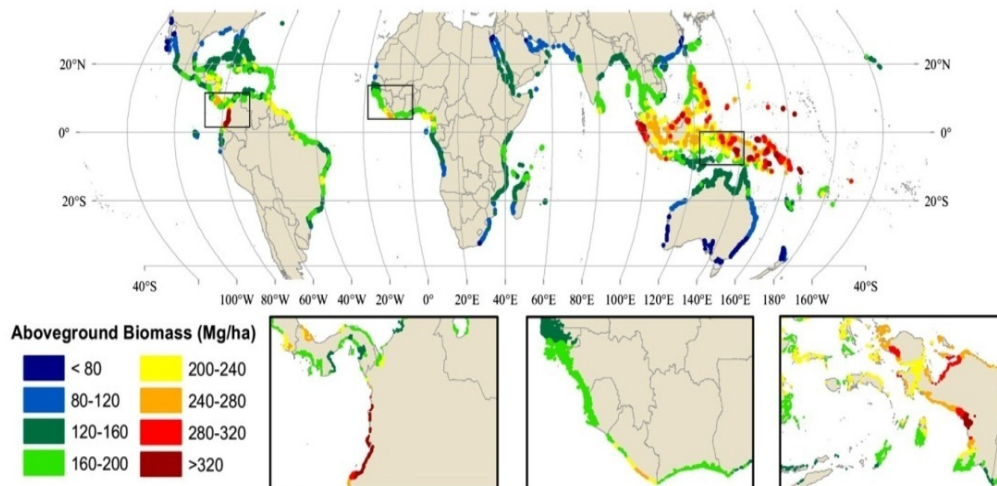 20°N 20°N
0° 0°
20°S 20°S
40°S 100°W 80°W 60°W 40°W 20°W 0° 20°E 40°E 60°E 80°E 100°E 120°E 140°E 160°E 180° 160°W 40°S
Aboveground Biomass (Mg/ha)
< 80 200-240
80-120 240-280
120-160 280-320
160-200 >320